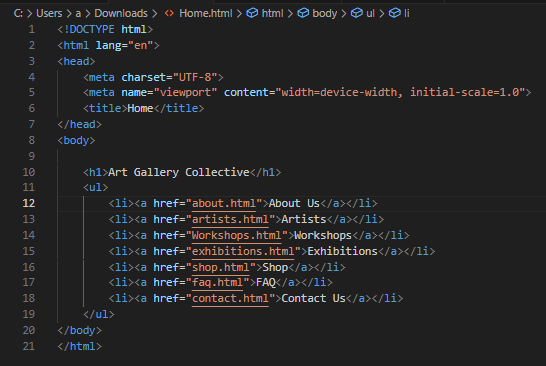 C: > Users > a > Downloads > Home.html > html > body > ul > li
1 <!DOCTYPE html>
2 <html lang="en">
3 <head>
4 <meta charset="UTF-8">
5 <meta name="viewport" content="width=device-width, initial-scale=1.0">
6 <title>Home</title>
7 </head>
8 <body>
9
10 <h1>Art Gallery Collective</h1>
11 <ul>
12 <li><a href="about.html">About Us</a></li>
13 <li><a href="artists.html">Artists</a></li>
14 <li><a href="Workshops.html">Workshops</a></li>
15 <li><a href="exhibitions.html">Exhibitions</a></li>
16 <li><a href="shop.html">Shop</a></li>
17 <li><a href="faq.html">FAQ</a></li>
18 <li><a href="contact.html">Contact Us</a></li>
19 </ul>
20 </body>
21 </html>